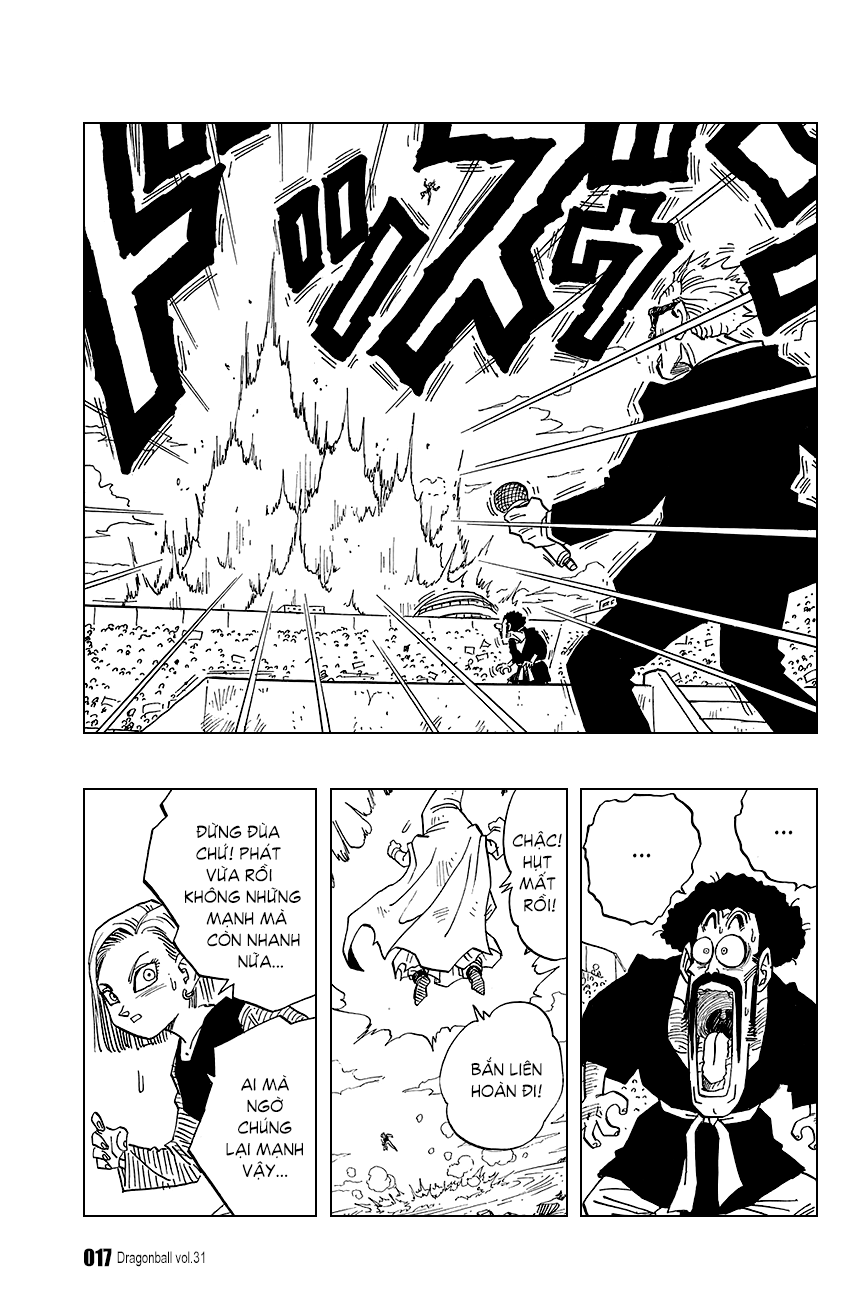 ...
...
CHẬC!
HỤT
MẤT
RỒI!
BẮN LIÊN
HOÀN ĐI!
ĐỪNG ĐÙA
CHỨ! PHÁT
VỪA RỒI
KHÔNG NHỮNG
MẠNH MÀ
CÒN NHANH
NỮA...
AI MÀ
NGỜ
CHÚNG
LẠI MẠNH
VẬY...
017 Dragonball vol.31